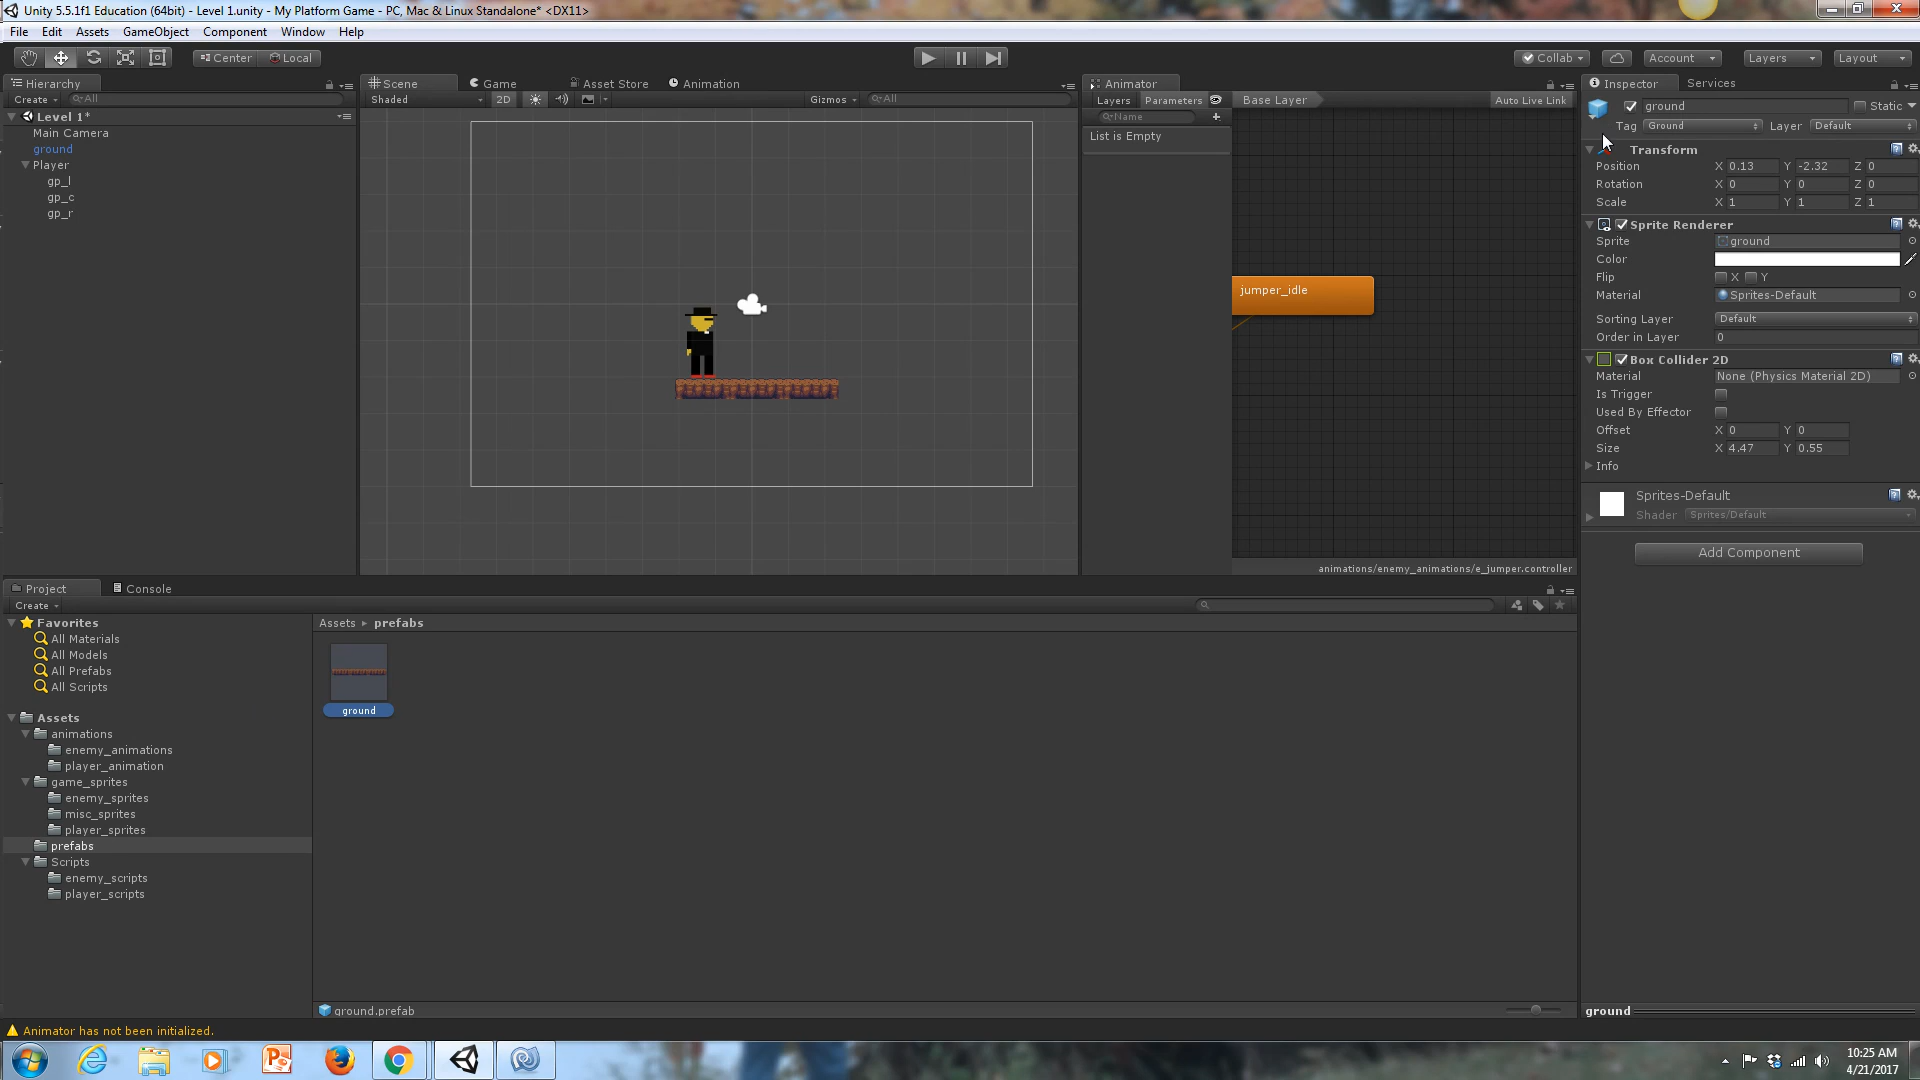 Unity 5.5.1f1 Education (64bit) - Level 1.unity - My Platform Game - PC, Mac & Linux Standalone* <DX11>
File Edit Assets GameObject Component Window Help
Center Local Collab Account Layers Layout
Hierarchy Scene Game Asset Store Animation Animator Inspector Services
Create All Shaded 2D Gizmos All Layers Parameters Base Layer Auto Live Link ground Static
Name
Tag Ground Layer Default
Level 1*
Main Camera
ground
Player
gp_l
gp_c
gp_r
List is Empty
jumper_idle
animations/enemy_animations/e_jumper.controller
Transform
Position X 0.13 Y -2.32 Z 0
Rotation X 0 Y 0 Z 0
Scale X 1 Y 1 Z 1
Sprite Renderer
Sprite ground
Color
Flip X Y
Material Sprites-Default
Sorting Layer Default
Order in Layer 0
Box Collider 2D
Material None (Physics Material 2D)
Is Trigger
Used By Effector
Offset X 0 Y 0
Size X 4.47 Y 0.55
Info
Sprites-Default
Shader Sprites/Default
Add Component
Project Console
Create
Favorites
All Materials
All Models
All Prefabs
All Scripts
Assets
animations
enemy_animations
player_animation
game_sprites
enemy_sprites
misc_sprites
player_sprites
prefabs
Scripts
enemy_scripts
player_scripts
Assets prefabs
ground
ground.prefab
ground
Animator has not been initialized.
10:25 AM
4/21/2017